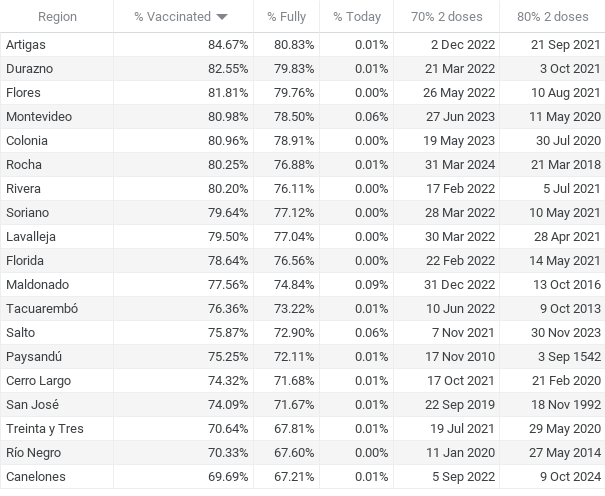 Region % Vaccinated % Fully % Today 70% 2 doses 80% 2 doses
Artigas 84.67% 80.83% 0.01% 2 Dec 2022 21 Sep 2021
Durazno 82.55% 79.83% 0.01% 21 Mar 2022 3 Oct 2021
Flores 81.81% 79.76% 0.00% 26 May 2022 10 Aug 2021
Montevideo 80.98% 78.50% 0.06% 27 Jun 2023 11 May 2020
Colonia 80.96% 78.91% 0.00% 19 May 2023 30 Jul 2020
Rocha 80.25% 76.88% 0.01% 31 Mar 2024 21 Mar 2018
Rivera 80.20% 76.11% 0.00% 17 Feb 2022 5 Jul 2021
Soriano 79.64% 77.12% 0.00% 28 Mar 2022 10 May 2021
Lavalleja 79.50% 77.04% 0.00% 30 Mar 2022 28 Apr 2021
Florida 78.64% 76.56% 0.00% 22 Feb 2022 14 May 2021
Maldonado 77.56% 74.84% 0.09% 31 Dec 2022 13 Oct 2016
Tacuarembó 76.36% 73.22% 0.01% 10 Jun 2022 9 Oct 2013
Salto 75.87% 72.90% 0.06% 7 Nov 2021 30 Nov 2023
Paysandú 75.25% 72.11% 0.01% 17 Nov 2010 3 Sep 1542
Cerro Largo 74.32% 71.68% 0.01% 17 Oct 2021 21 Feb 2020
San José 74.09% 71.67% 0.01% 22 Sep 2019 18 Nov 1992
Treinta y Tres 70.64% 67.81% 0.01% 19 Jul 2021 29 May 2020
Río Negro 70.33% 67.60% 0.00% 11 Jan 2020 27 May 2014
Canelones 69.69% 67.21% 0.01% 5 Sep 2022 9 Oct 2024